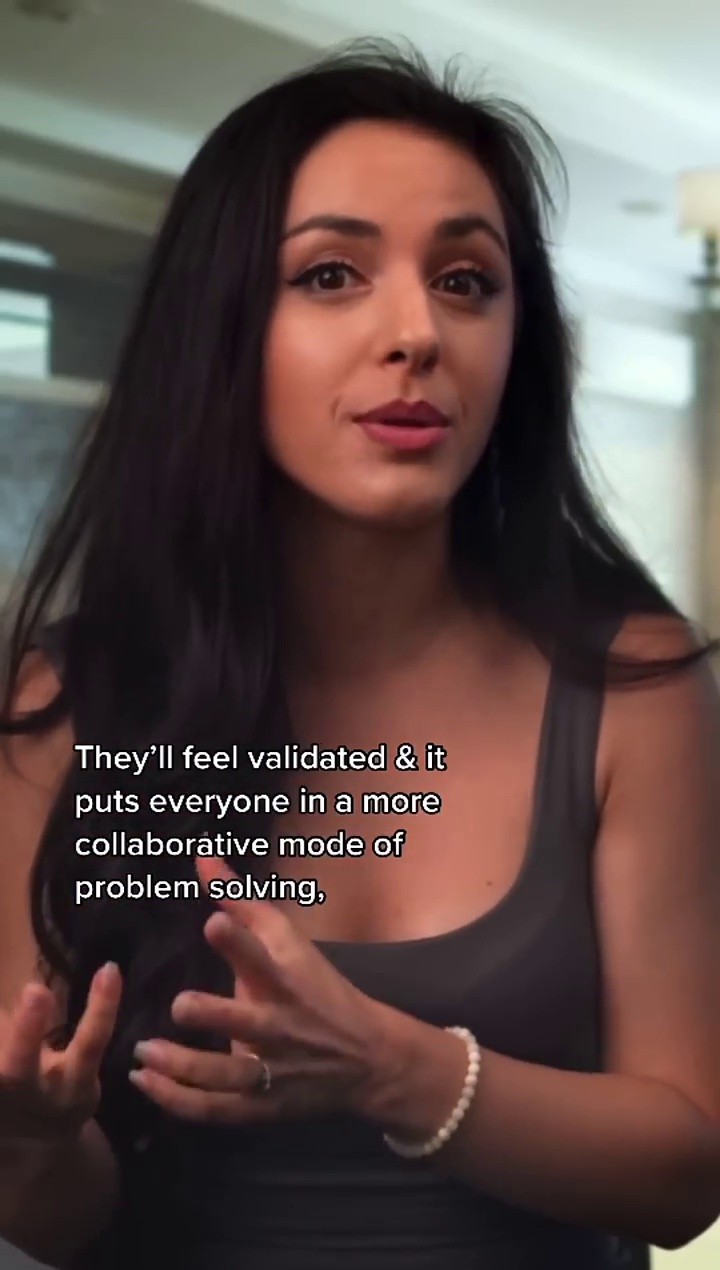 They’ll feel validated & it
puts everyone in a more
collaborative mode of
problem solving,